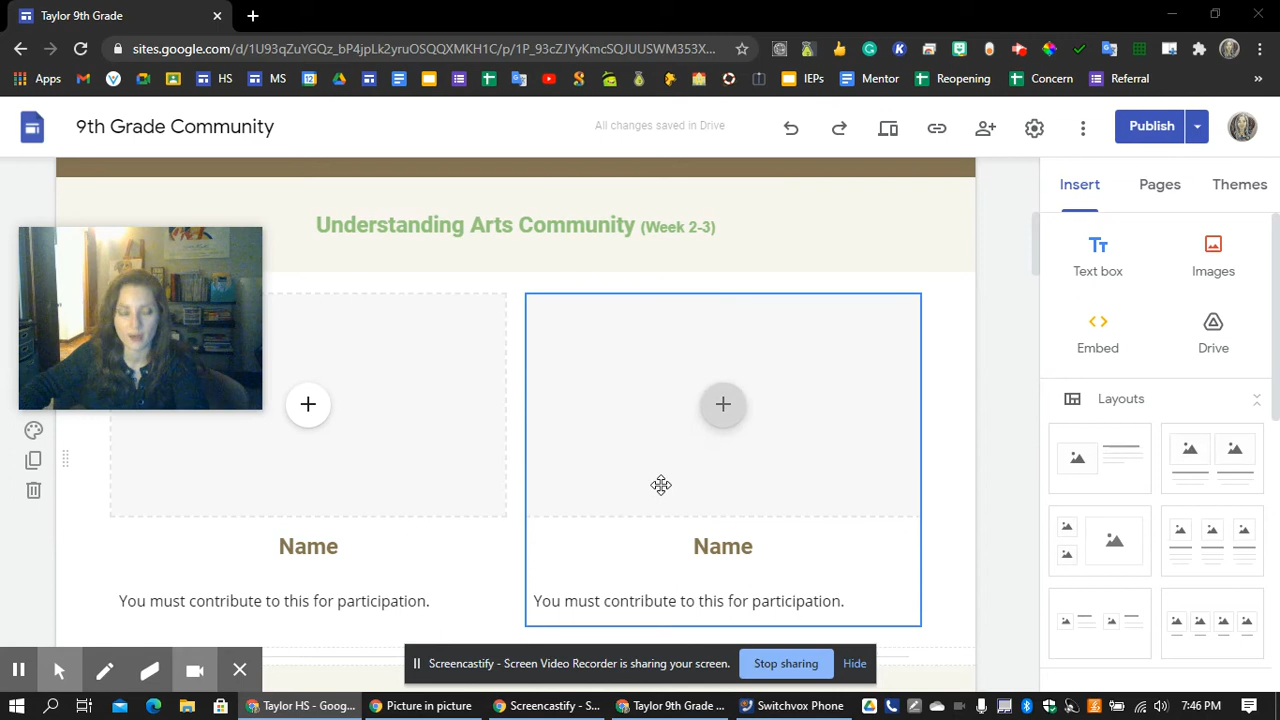 Taylor 9th Grade
sites.google.com/d/1U93qZuYGQz_bP4jpLk2yruOSQQXMKH1C/p/1P_93cZJYyKmcSQJUUSWM353X...
Apps
HS
MS
IEPs
Mentor
Reopening
Concern
Referral
9th Grade Community
All changes saved in Drive
Publish
Insert
Pages
Themes
Understanding Arts Community (Week 2-3)
Text box
Images
Embed
Drive
Layouts
Name
Name
You must contribute to this for participation.
You must contribute to this for participation.
Screencastify - Screen Video Recorder is sharing your screen.
Stop sharing
Hide
Taylor HS - Goog...
Picture in picture
Screencastify - S...
Taylor 9th Grade ...
Switchvox Phone
7:46 PM